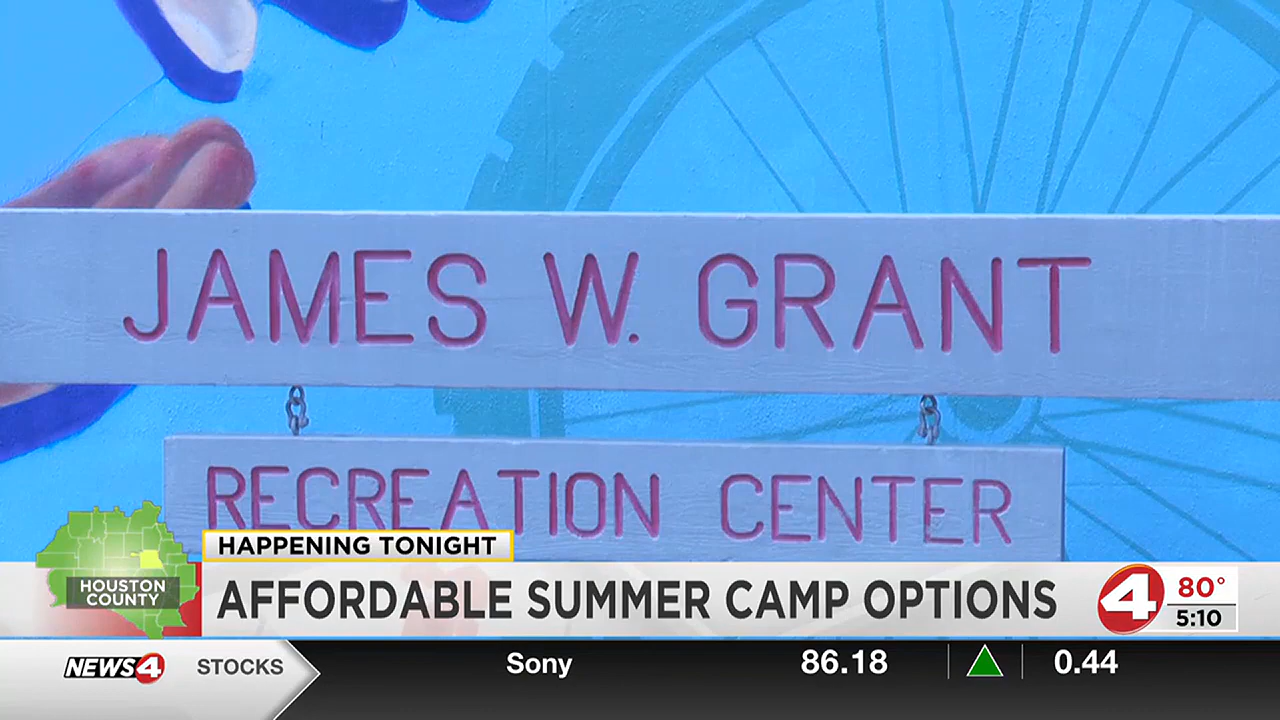 JAMES W. GRANT
RECREATION CENTER
HAPPENING TONIGHT
HOUSTON
COUNTY
AFFORDABLE SUMMER CAMP OPTIONS
4
80°
5:10
NEWS4 STOCKS Sony 86.18 0.44